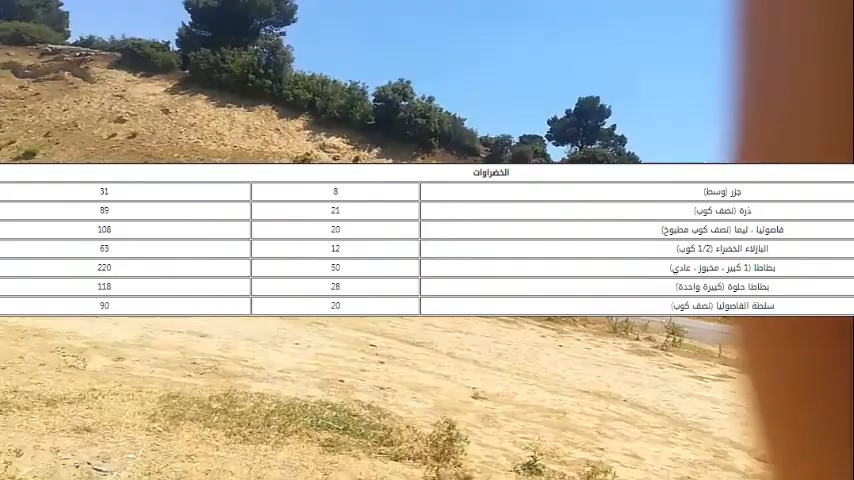 الخضراوات
جزر (وسط) 8 31
ذرة (نصف كوب) 21 89
فاصوليا ، ليما (نصف كوب مطبوخ) 20 108
البازلاء الخضراء (1/2 كوب) 12 63
بطاطا (1 كبير ، مخبوز ، عادي) 50 220
بطاطا حلوة (كبيرة واحدة) 28 118
سلطة الفاصوليا (نصف كوب) 20 90